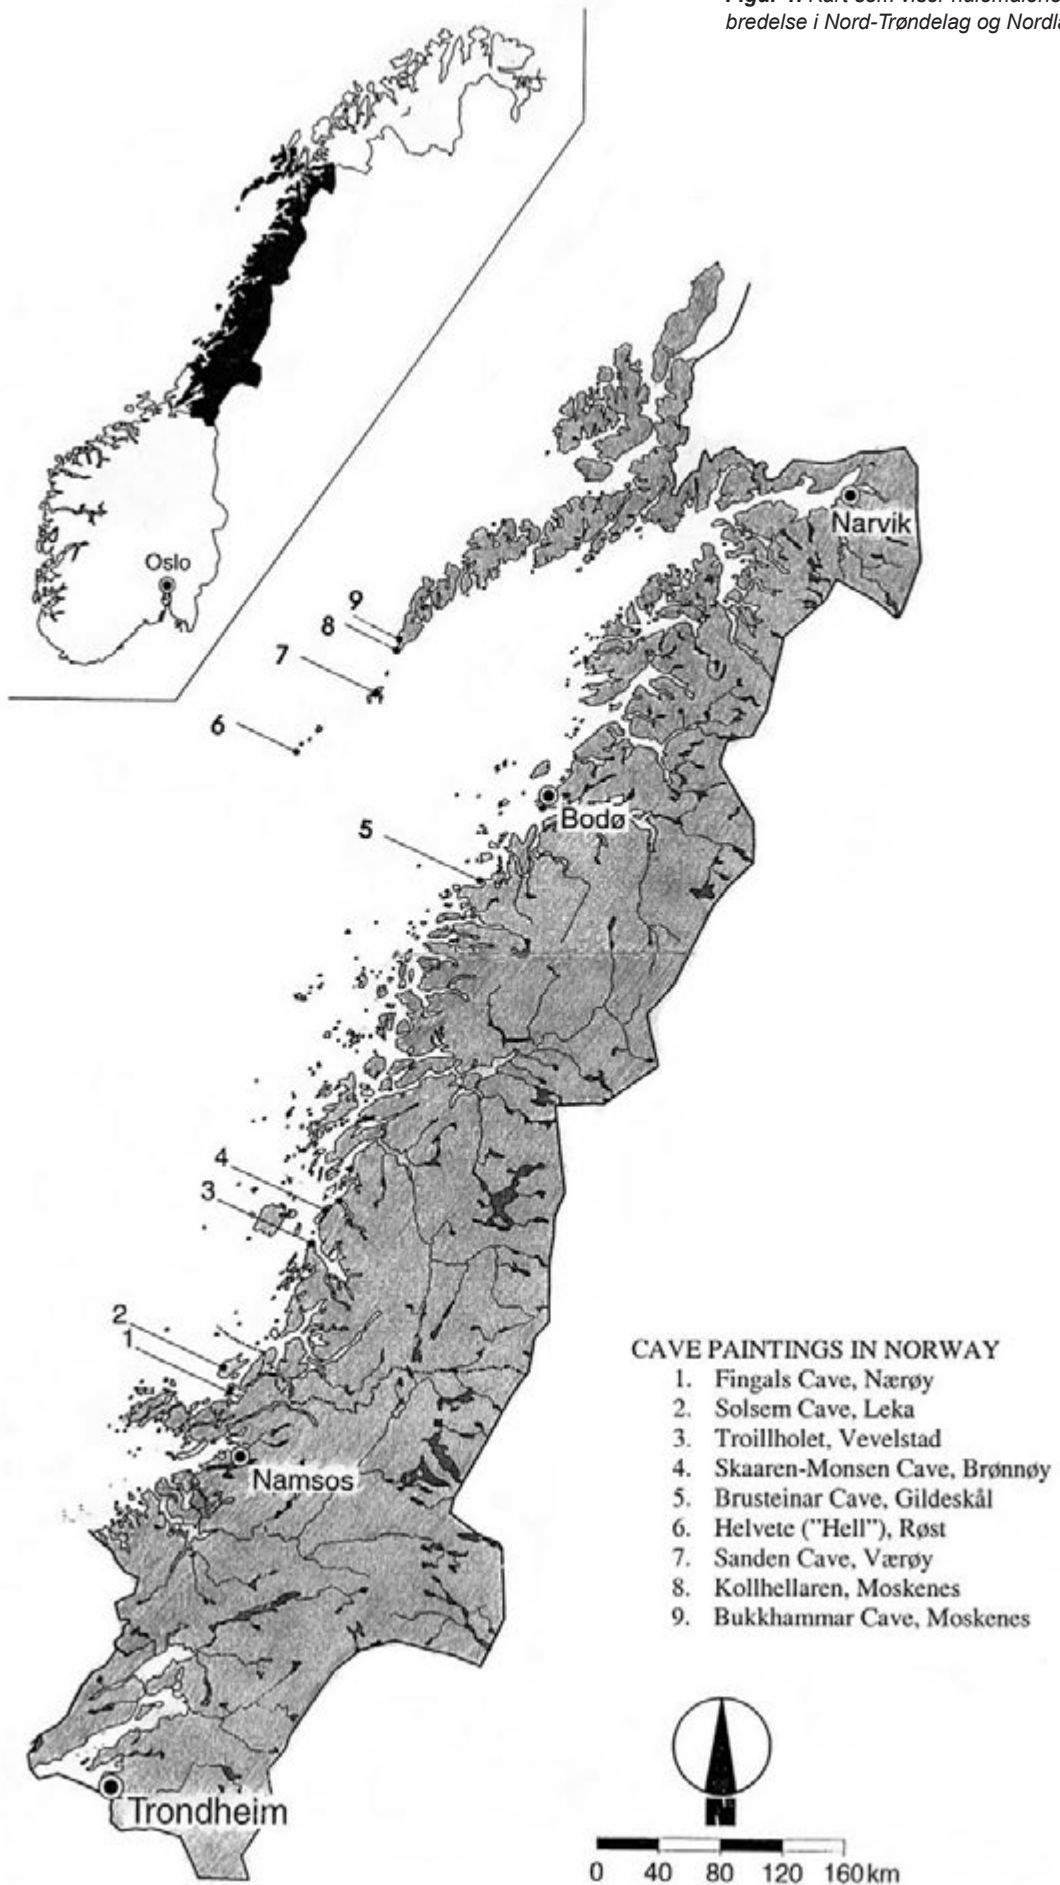 bredelse i Nord-Trøndelag og Nordl
Oslo
Narvik
9
8
7
6
Bodø
5
4
3
2
1
Namsos
Trondheim
CAVE PAINTINGS IN NORWAY
1. Fingals Cave, Nærøy
2. Solsem Cave, Leka
3. Troillholet, Vevelstad
4. Skaaren-Monsen Cave, Brønnøy
5. Brusteinar Cave, Gildeskål
6. Helvete ("Hell"), Røst
7. Sanden Cave, Værøy
8. Kollhellaren, Moskenes
9. Bukkhammar Cave, Moskenes
N
0 40 80 120 160 km